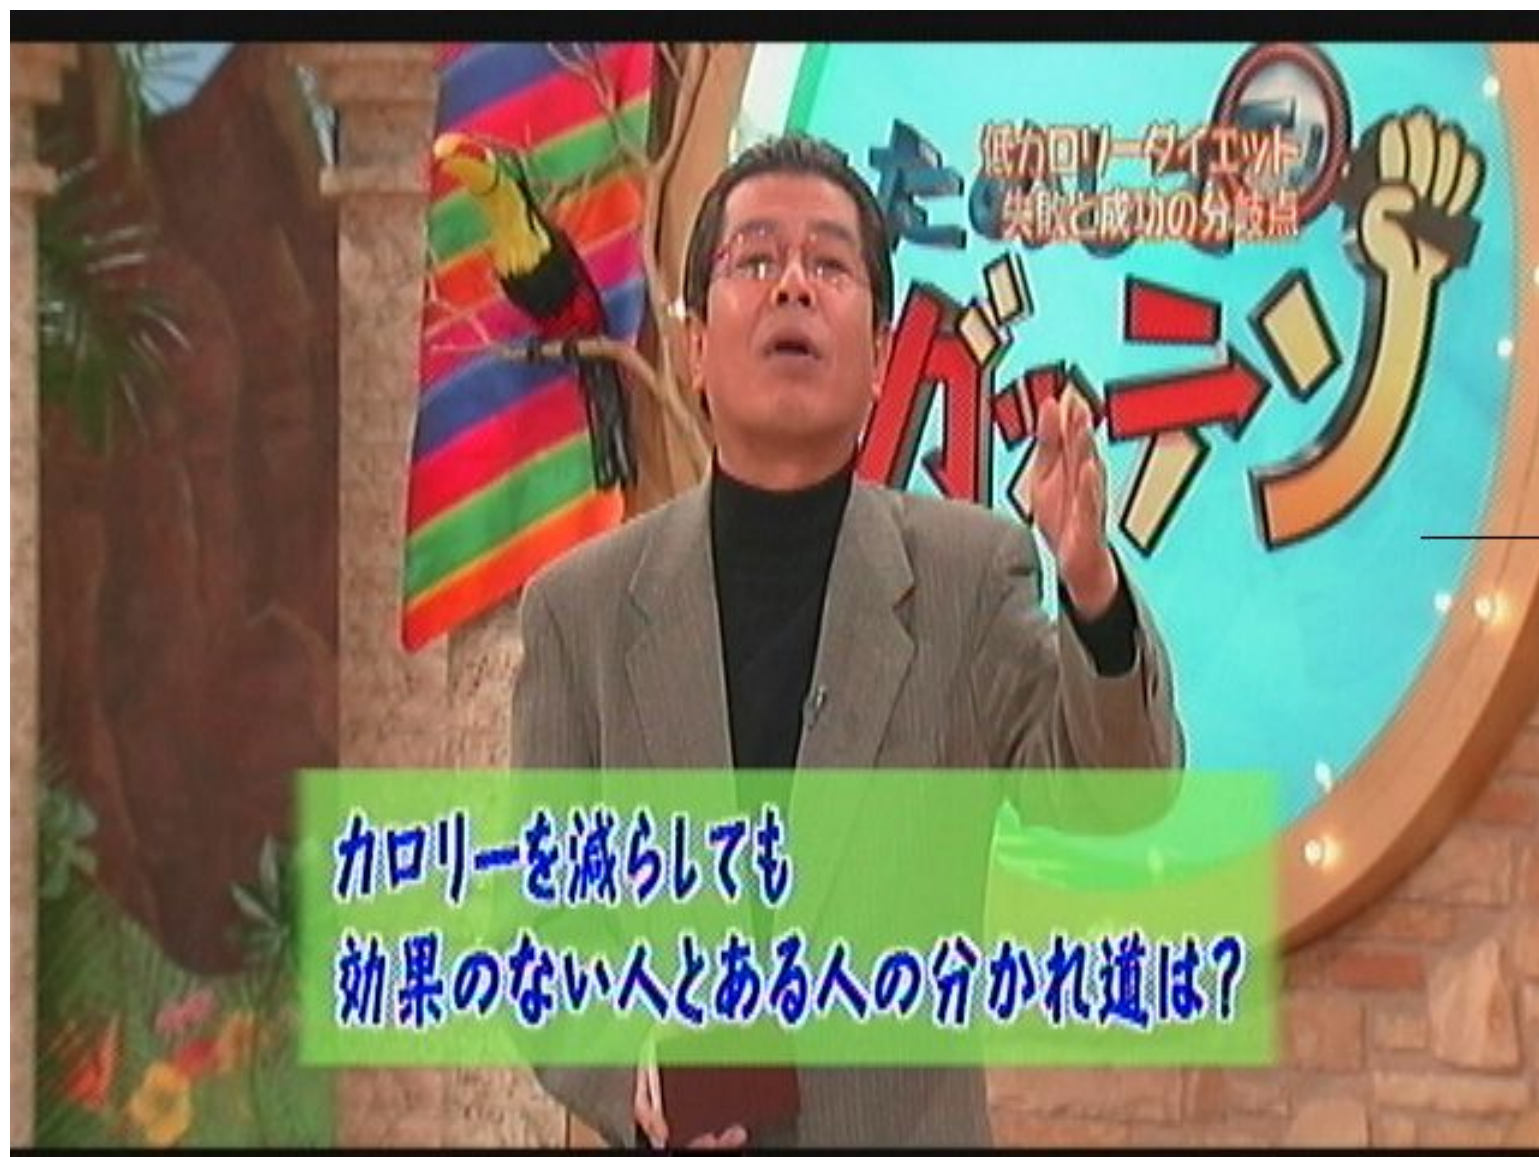 低カロリーダイエット
失敗と成功の分岐点
ガッテン
カロリーを減らしても
効果のない人とある人の分かれ道は？